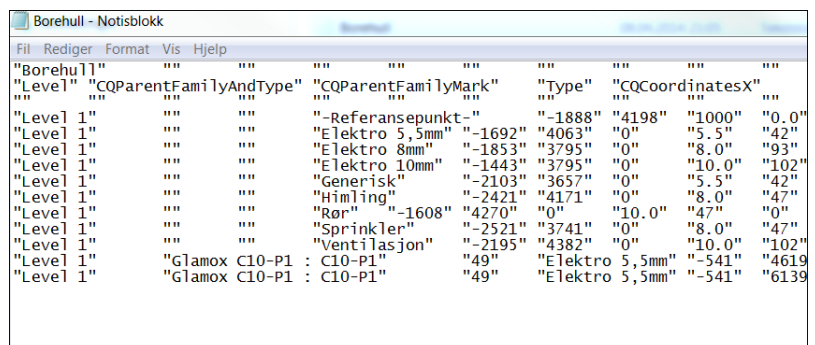 Borehull - Notisblokk
Fil Rediger Format Vis Hjelp
"Borehull" "" "" "" "" "" "" "" "" ""
"Level" "CQParentFamilyAndType" "CQParentFamilyMark" "Type" "CQCoordinatesX"
"" "" "" "" "" "" "" "" "" ""
"Level 1" "" "" "-Referansepunkt-" "-1888" "4198" "1000" "0.0"
"Level 1" "" "" "Elektro 5,5mm" "-1692" "4063" "0" "5.5" "42"
"Level 1" "" "" "Elektro 8mm" "-1853" "3795" "0" "8.0" "93"
"Level 1" "" "" "Elektro 10mm" "-1443" "3795" "0" "10.0" "102"
"Level 1" "" "" "Generisk" "-2103" "3657" "0" "5.5" "42"
"Level 1" "" "" "Himling" "-2421" "4171" "0" "8.0" "47"
"Level 1" "" "" "Rør" "-1608" "4270" "0" "10.0" "47" "0"
"Level 1" "" "" "Sprinkler" "-2521" "3741" "0" "8.0" "47"
"Level 1" "" "" "Ventilasjon" "-2195" "4382" "0" "10.0" "102"
"Level 1" "Glamox C10-P1 : C10-P1" "49" "Elektro 5,5mm" "-541" "4619
"Level 1" "Glamox C10-P1 : C10-P1" "49" "Elektro 5,5mm" "-541" "6139